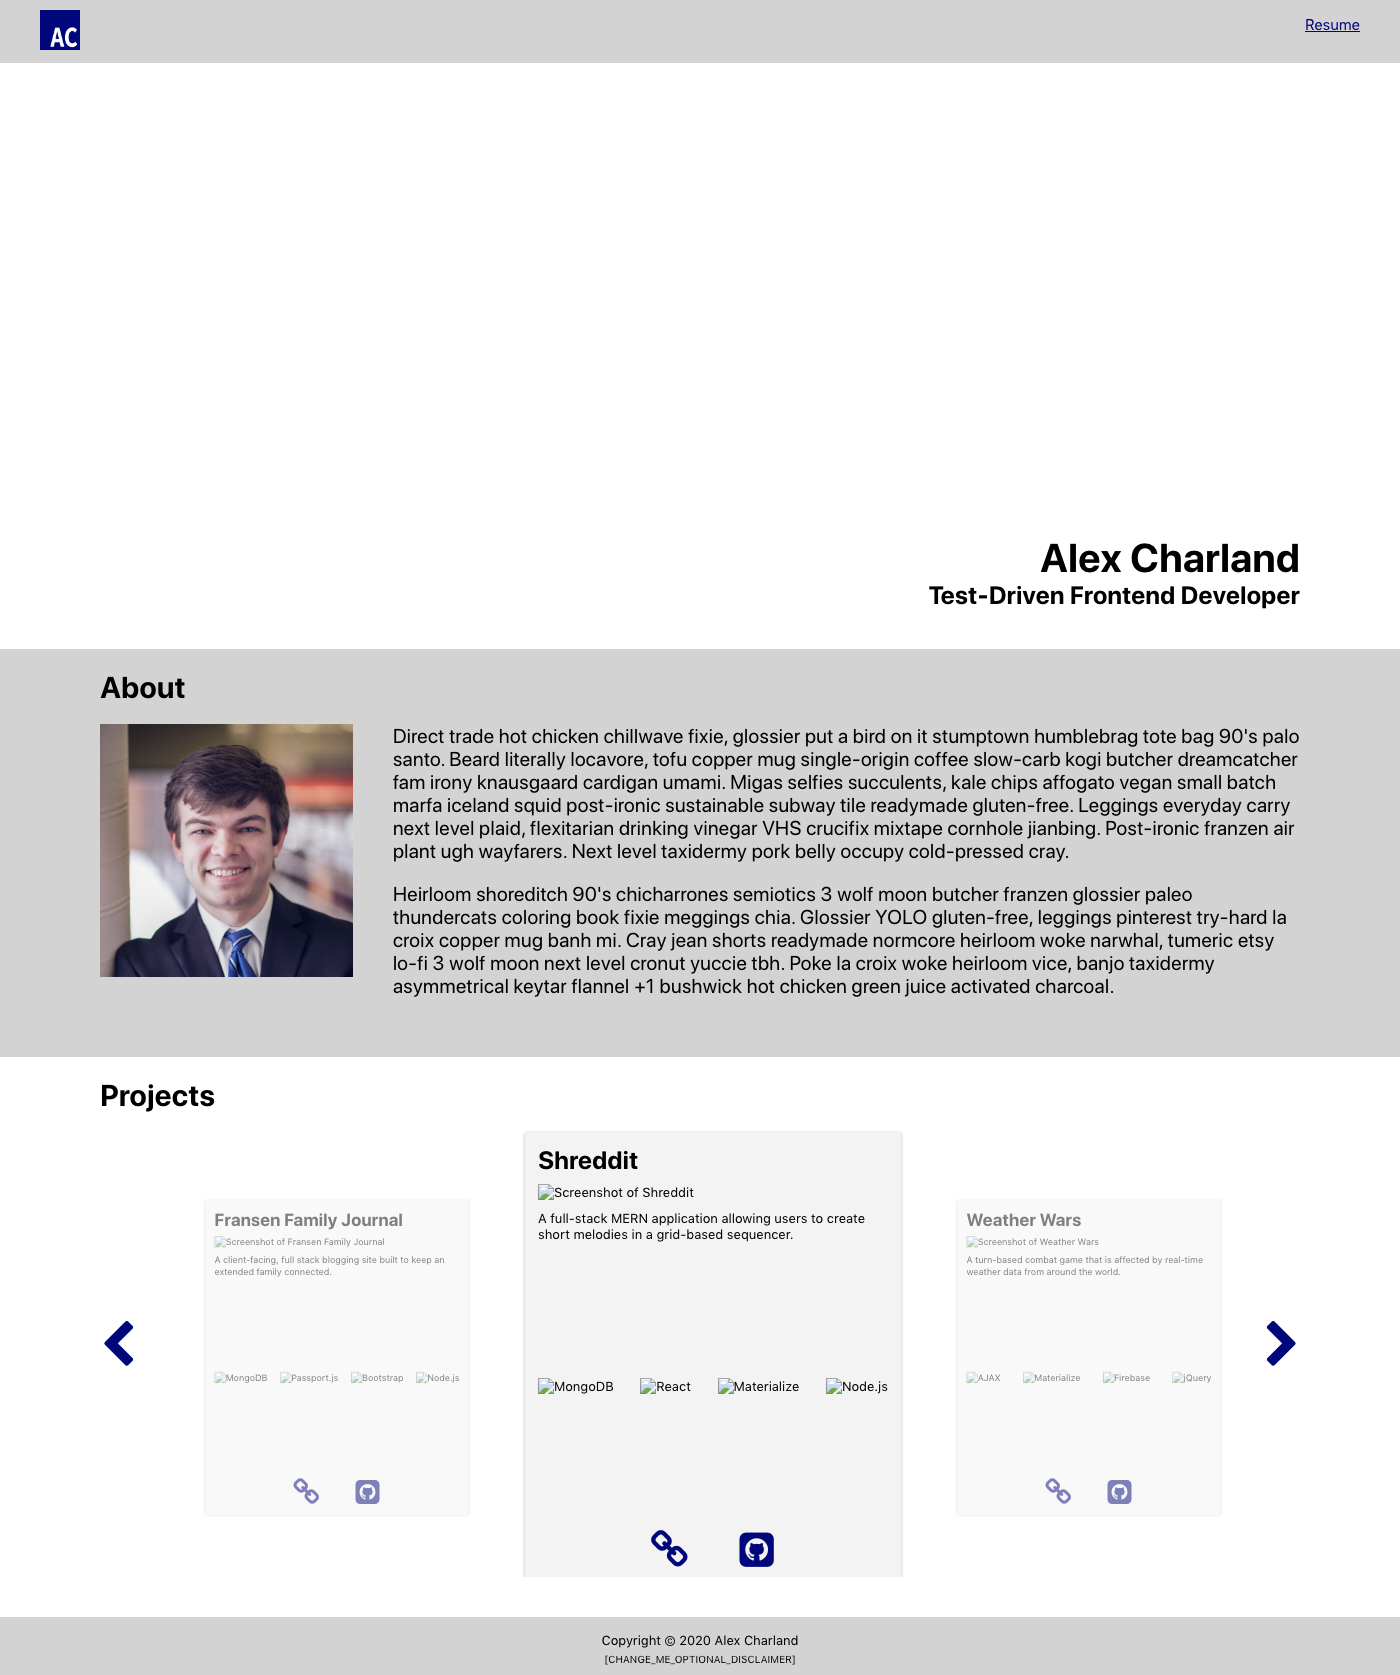 AC
Resume
Alex Charland
Test-Driven Frontend Developer
About
Direct trade hot chicken chillwave fixie, glossier put a bird on it stumptown humblebrag tote bag 90's palo
santo. Beard literally locavore, tofu copper mug single-origin coffee slow-carb kogi butcher dreamcatcher
fam irony knausgaard cardigan umami. Migas selfies succulents, kale chips affogato vegan small batch
marfa iceland squid post-ironic sustainable subway tile readymade gluten-free. Leggings everyday carry
next level plaid, flexitarian drinking vinegar VHS crucifix mixtape cornhole jianbing. Post-ironic franzen air
plant ugh wayfarers. Next level taxidermy pork belly occupy cold-pressed cray.
Heirloom shoreditch 90's chicharrones semiotics 3 wolf moon butcher franzen glossier paleo
thundercats coloring book fixie meggings chia. Glossier YOLO gluten-free, leggings pinterest try-hard la
croix copper mug banh mi. Cray jean shorts readymade normcore heirloom woke narwhal, tumeric etsy
lo-fi 3 wolf moon next level cronut yuccie tbh. Poke la croix woke heirloom vice, banjo taxidermy
asymmetrical keytar flannel +1 bushwick hot chicken green juice activated charcoal.
Projects
Fransen Family Journal
Screenshot of Fransen Family Journal
A client-facing, full stack blogging site built to keep an
extended family connected.
MongoDB Passport.js Bootstrap Node.js
Shreddit
Screenshot of Shreddit
A full-stack MERN application allowing users to create
short melodies in a grid-based sequencer.
MongoDB React Materialize Node.js
Weather Wars
Screenshot of Weather Wars
A turn-based combat game that is affected by real-time
weather data from around the world.
AJAX Materialize Firebase jQuery
Copyright © 2020 Alex Charland
[CHANGE_ME_OPTIONAL_DISCLAIMER]